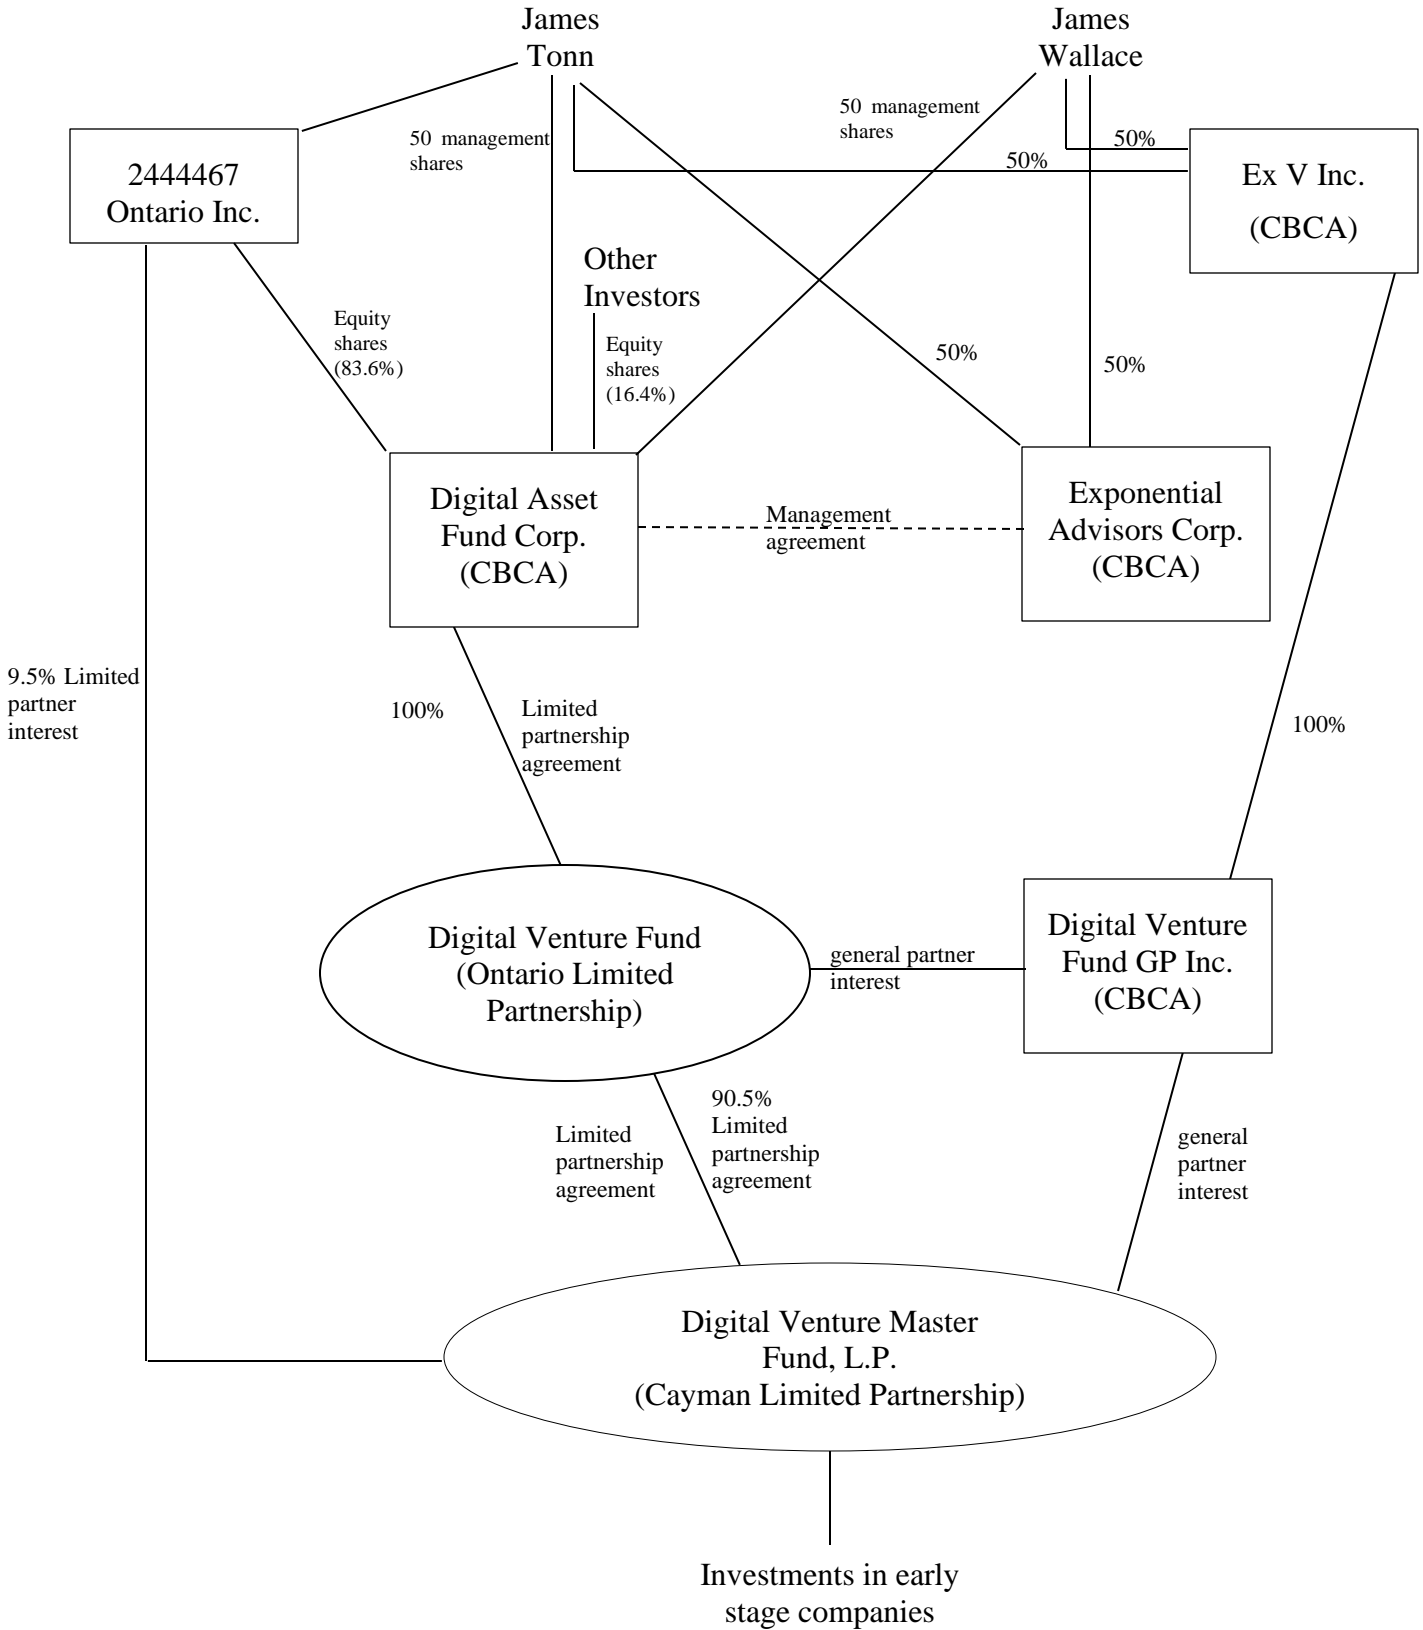 James
Tonn
James
Wallace
50 management
shares
50 management
shares
50%
50%
2444467
Ontario Inc.
Ex V Inc.
(CBCA)
Other
Investors
Equity
shares
(83.6%)
Equity
shares
(16.4%)
50%
50%
Digital Asset
Fund Corp.
(CBCA)
Management
agreement
Exponential
Advisors Corp.
(CBCA)
9.5% Limited
partner
interest
100%
Limited
partnership
agreement
100%
Digital Venture Fund
(Ontario Limited
Partnership)
general partner
interest
Digital Venture
Fund GP Inc.
(CBCA)
Limited
partnership
agreement
90.5%
Limited
partnership
agreement
general
partner
interest
Digital Venture Master
Fund, L.P.
(Cayman Limited Partnership)
Investments in early
stage companies